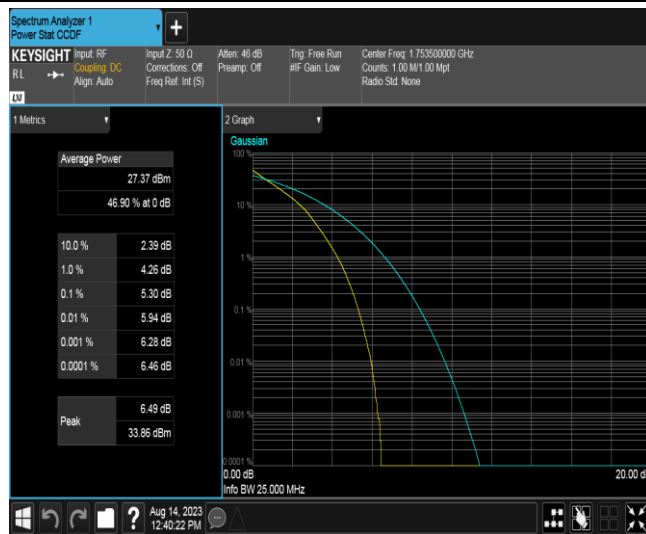 Spectrum Analyzer 1
Power Stat CCDF
+
KEYSIGHT
RL
Input: RF
Coupling: DC
Align: Auto
Input Z: 50 Ω
Corrections: Off
Freq Ref: Int (S)
Atten: 46 dB
Preamp: Off
Trig: Free Run
#IF Gain: Low
Center Freq: 1.753500000 GHz
Counts: 1.00 M/1.00 Mpt
Radio Std: None
1 Metrics
Average Power
27.37 dBm
46.90 % at 0 dB
10.0 % 2.39 dB
1.0 % 4.26 dB
0.1 % 5.30 dB
0.01 % 5.94 dB
0.001 % 6.28 dB
0.0001 % 6.46 dB
Peak
6.49 dB
33.86 dBm
2 Graph
Gaussian
100 %
10 %
1 %
0.1 %
0.01 %
0.001 %
0.0001 %
0.00 dB
20.00 d
Info BW 25.000 MHz
?
Aug 14, 2023
12:40:22 PM